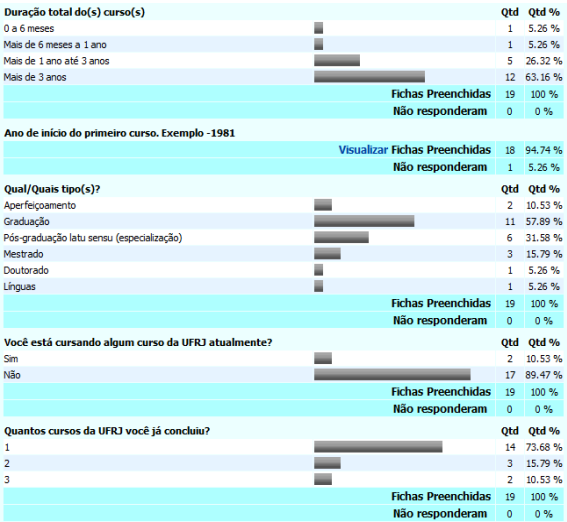 Duração total do(s) curso(s) Qtd Qtd %
0 a 6 meses 1 5.26 %
Mais de 6 meses a 1 ano 1 5.26 %
Mais de 1 ano até 3 anos 5 26.32 %
Mais de 3 anos 12 63.16 %
Fichas Preenchidas 19 100 %
Não responderam 0 0 %
Ano de início do primeiro curso. Exemplo -1981
Visualizar Fichas Preenchidas 18 94.74 %
Não responderam 1 5.26 %
Qual/Quais tipo(s)? Qtd Qtd %
Aperfeiçoamento 2 10.53 %
Graduação 11 57.89 %
Pós-graduação latu sensu (especialização) 6 31.58 %
Mestrado 3 15.79 %
Doutorado 1 5.26 %
Línguas 1 5.26 %
Fichas Preenchidas 19 100 %
Não responderam 0 0 %
Você está cursando algum curso da UFRJ atualmente? Qtd Qtd %
Sim 2 10.53 %
Não 17 89.47 %
Fichas Preenchidas 19 100 %
Não responderam 0 0 %
Quantos cursos da UFRJ você já concluiu? Qtd Qtd %
1 14 73.68 %
2 3 15.79 %
3 2 10.53 %
Fichas Preenchidas 19 100 %
Não responderam 0 0 %